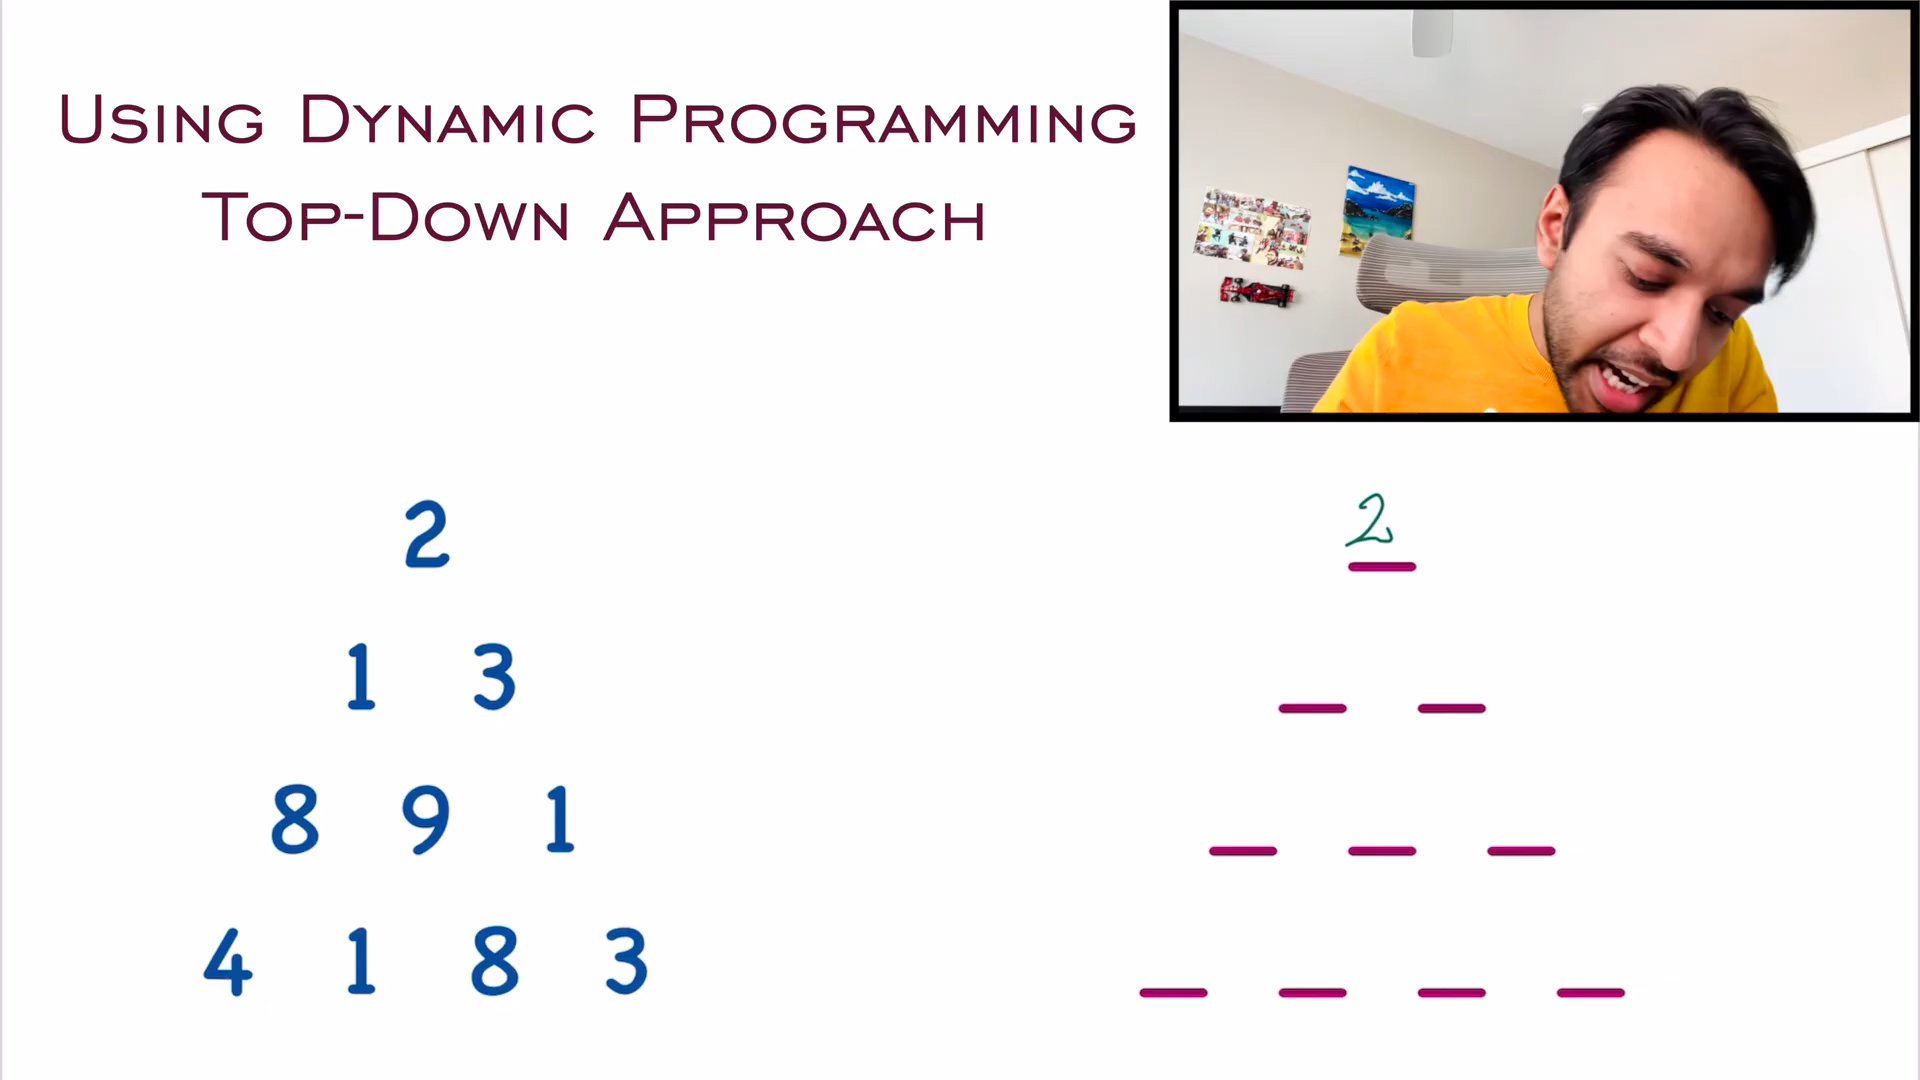 USING DYNAMIC PROGRAMMING
TOP-DOWN APPROACH
2
1 3
8 9 1
4 1 8 3
2